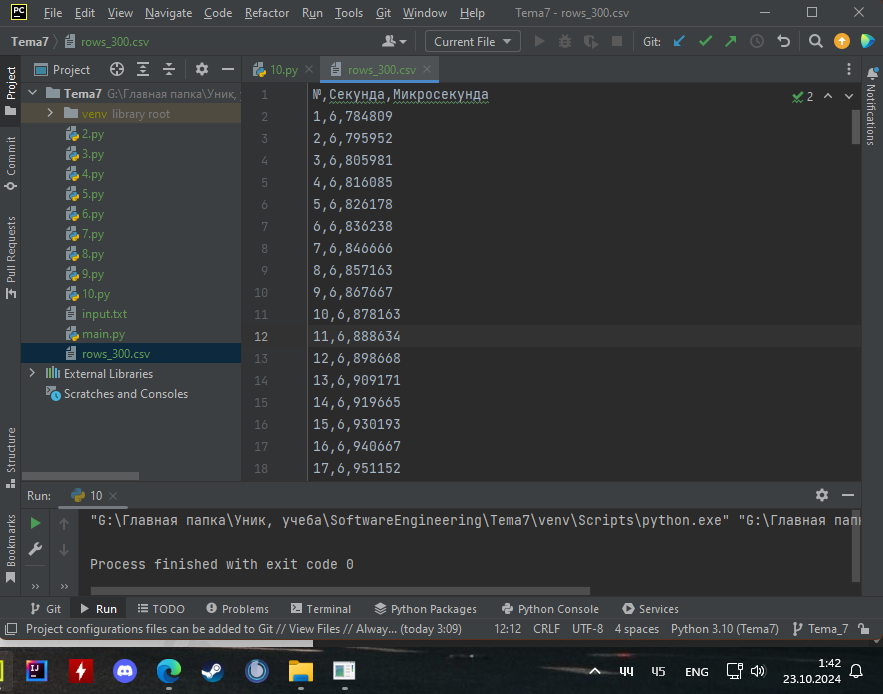 PC File Edit View Navigate Code Refactor Run Tools Git Window Help Tema7 - rows_300.csv
Tema7 rows_300.csv Current File Git:
Project 10.py rows_300.csv
Tema7 G:\Главная папка\Уник,
venv library root
2.py
3.py
4.py
5.py
6.py
7.py
8.py
9.py
10.py
input.txt
main.py
rows_300.csv
External Libraries
Scratches and Consoles
1 №,Секунда,Микросекунда
2 1,6,784809
3 2,6,795952
4 3,6,805981
5 4,6,816085
6 5,6,826178
7 6,6,836238
8 7,6,846666
9 8,6,857163
10 9,6,867667
11 10,6,878163
12 11,6,888634
13 12,6,898668
14 13,6,909171
15 14,6,919665
16 15,6,930193
17 16,6,940667
18 17,6,951152
2
Project
Commit
Pull Requests
Structure
Bookmarks
Notifications
Run: 10
"G:\Главная папка\Уник, учеба\SoftwareEngineering\Tema7\venv\Scripts\python.exe" "G:\Главная
Process finished with exit code 0
Git Run TODO Problems Terminal Python Packages Python Console Services
Project configurations files can be added to Git // View Files // Alway... (today 3:09) 12:12 CRLF UTF-8 4 spaces Python 3.10 (Tema7) Tema_7
IJ ENG 1:42
23.10.2024